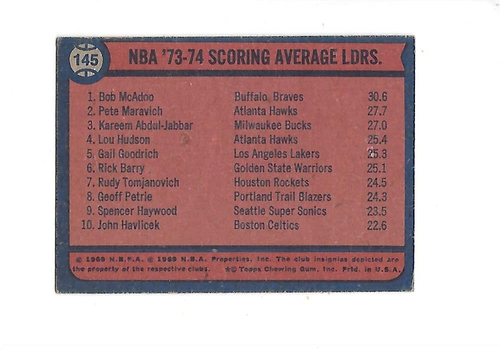 145 NBA '73-74 SCORING AVERAGE LDRS.
1. Bob McAdoo Buffalo, Braves 30.6
2. Pete Maravich Atlanta Hawks 27.7
3. Kareem Abdul-Jabbar Milwaukee Bucks 27.0
4. Lou Hudson Atlanta Hawks 25.4
5. Gail Goodrich Los Angeles Lakers 25.3
6. Rick Barry Golden State Warriors 25.1
7. Rudy Tomjanovich Houston Rockets 24.5
8. Geoff Petrie Portland Trail Blazers 24.3
9. Spencer Haywood Seattle Super Sonics 23.5
10. John Havlicek Boston Celtics 22.6
© 1969 N.B.P.A. © 1969 N.B.A. Properties, Inc. The club insignias depicted are
the property of the respective clubs. ★© Topps Chewing Gum, Inc. Prtd. in U.S.A.